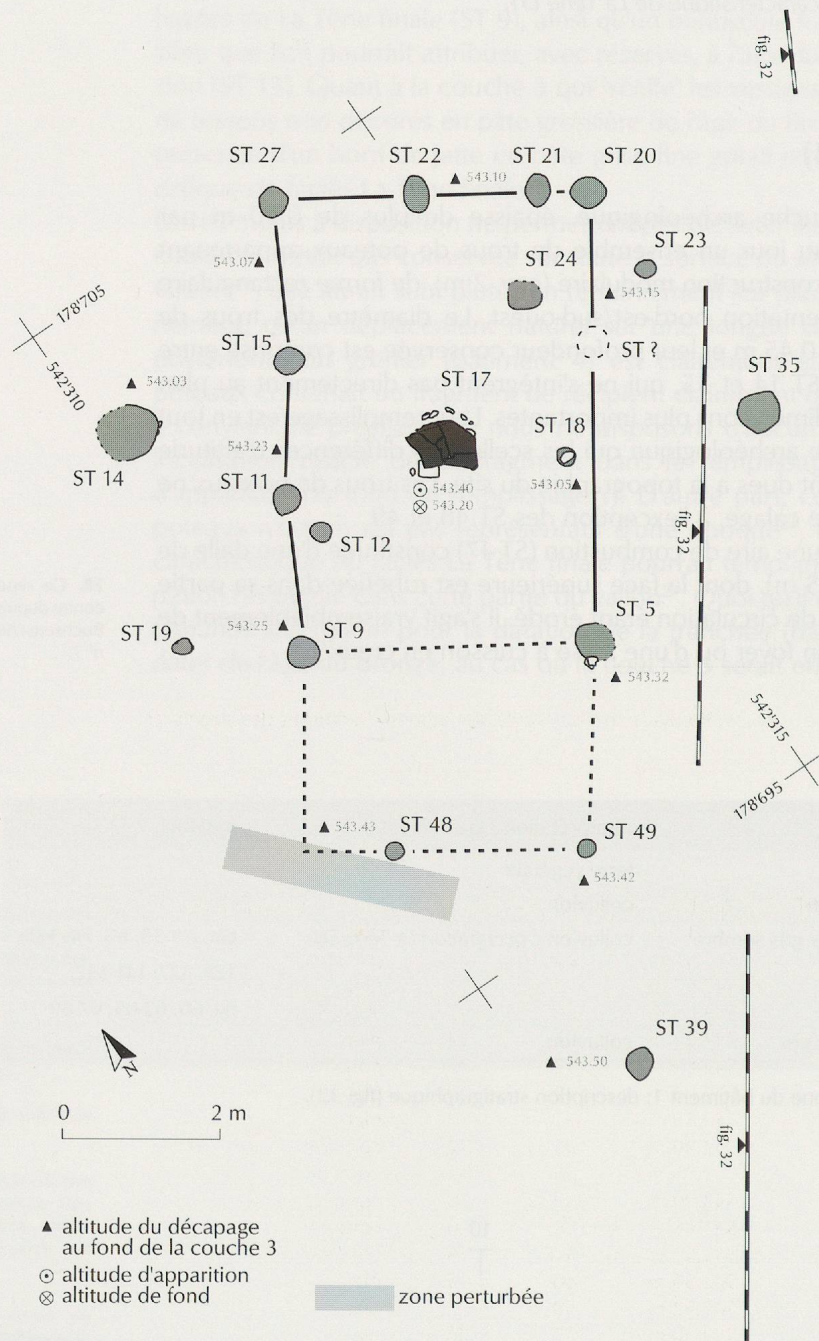 fig. 32
ST 27
ST 22
ST 21
ST 20
543.10
ST 23
ST 24
543.07
543.15
178'705
542'310
ST 15
ST ?
ST 35
543.03
ST 17
ST 18
543.23
ST 14
ST 11
543.40
543.05
543.20
fig. 32
ST 12
543.25
ST 5
ST 19
ST 9
543.32
542'315
178'695
543.43
ST 48
ST 49
543.42
ST 39
543.50
N
0 2 m
fig. 32
altitude du décapage
au fond de la couche 3
altitude d'apparition
altitude de fond
zone perturbée